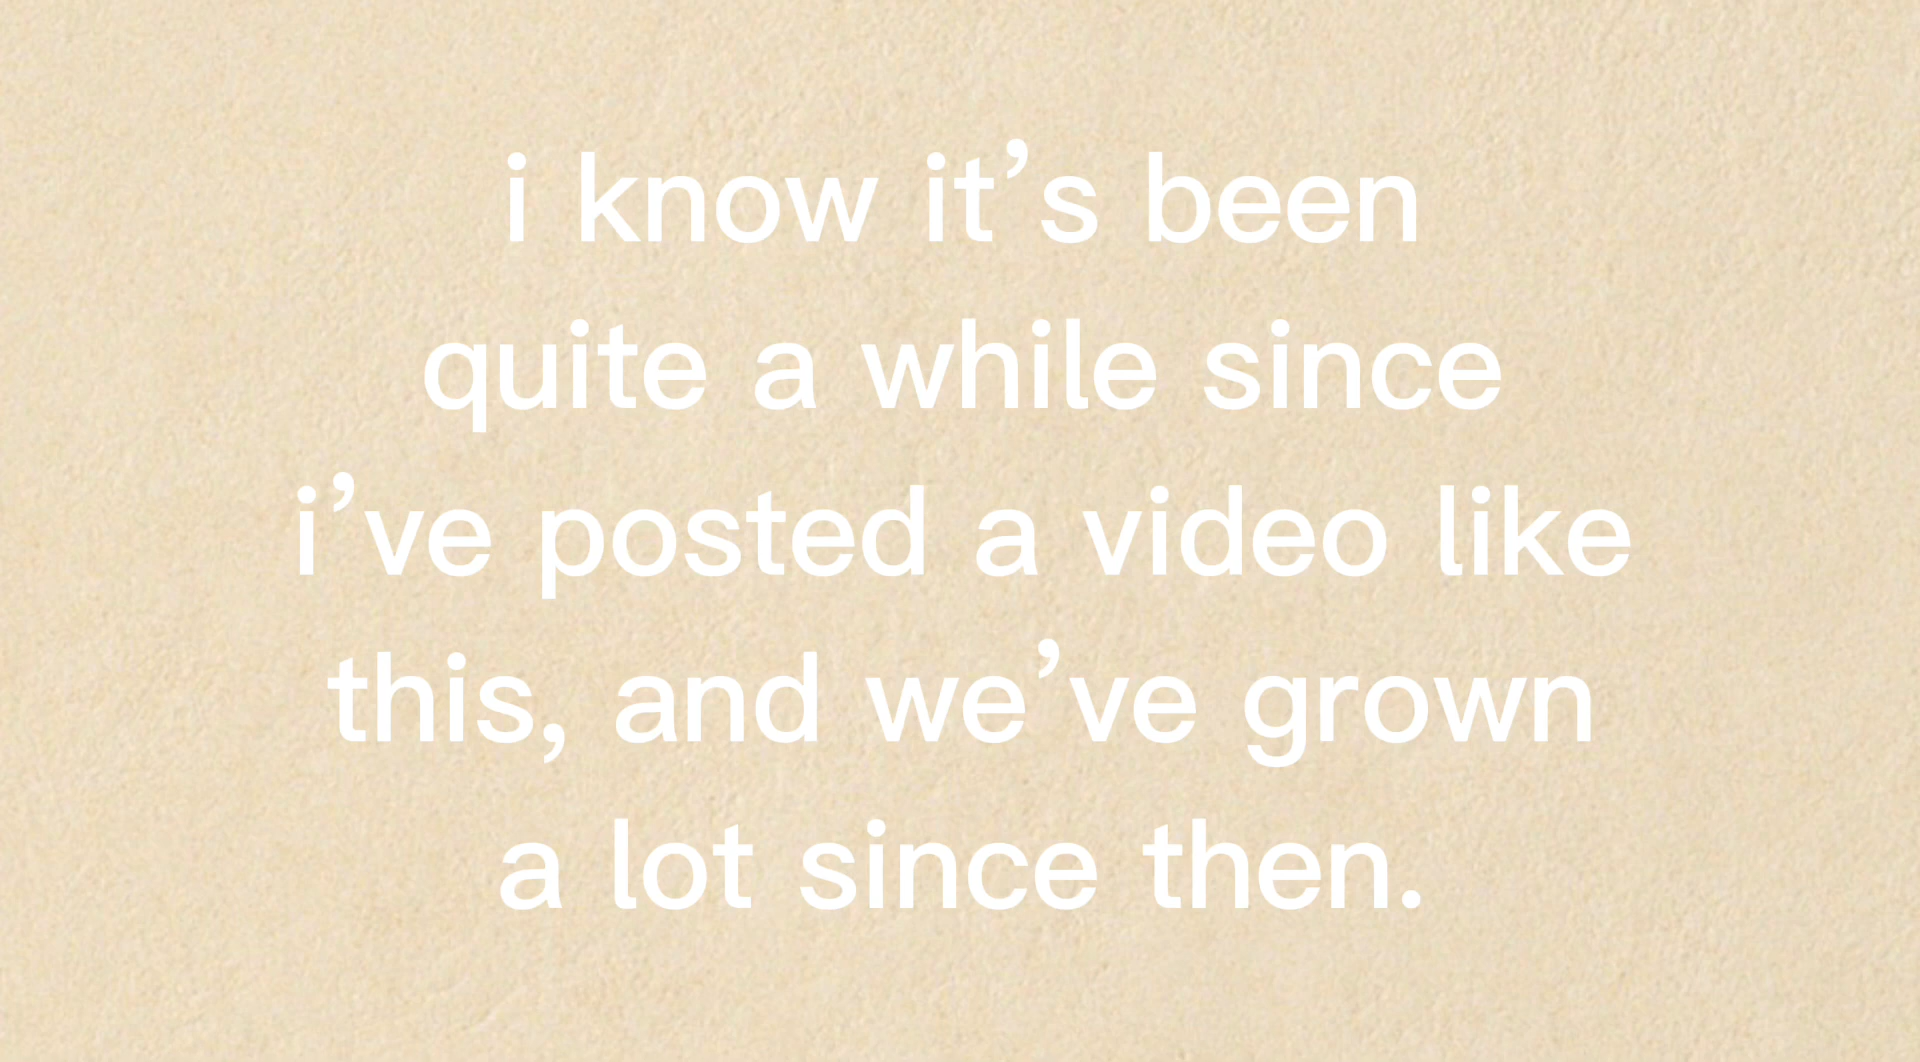 i know it’s been
quite a while since
i’ve posted a video like
this, and we’ve grown
a lot since then.